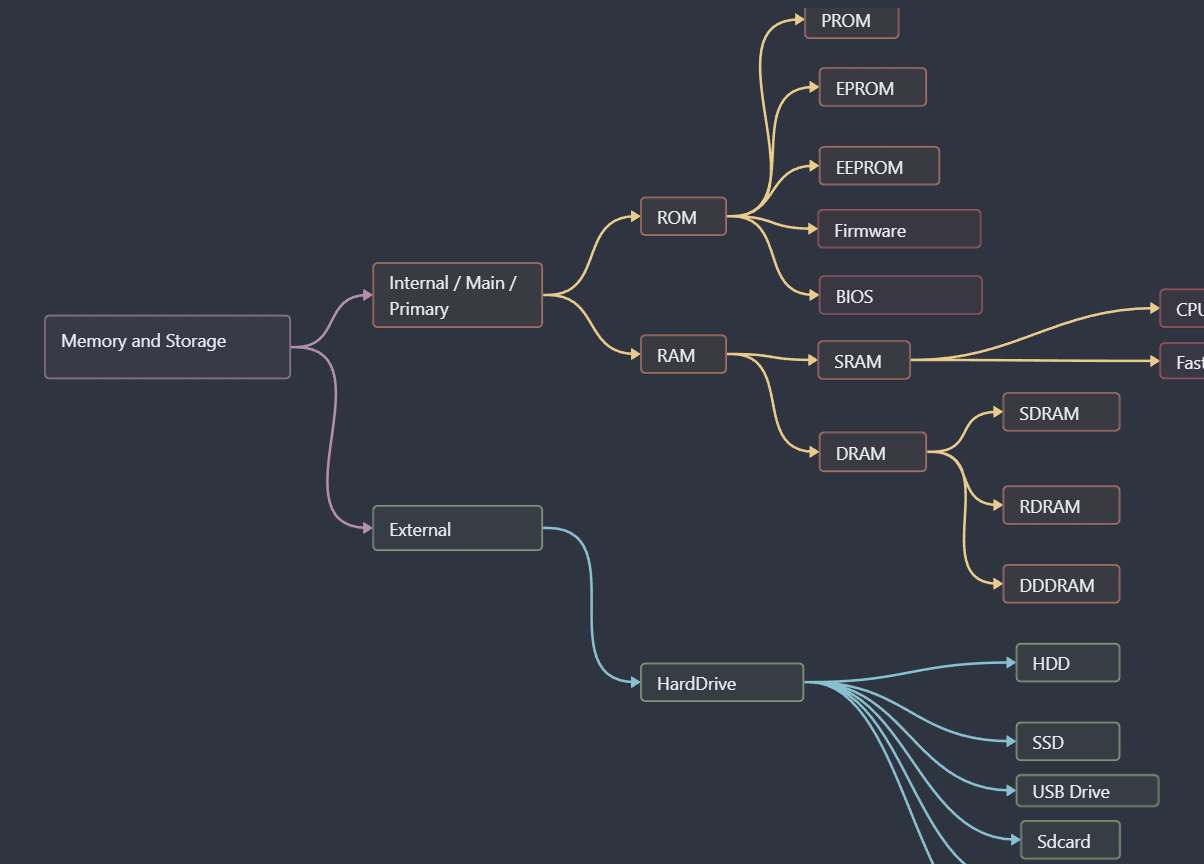 PROM
EPROM
EEPROM
ROM
Firmware
Internal / Main /
Primary
BIOS
CPU
Memory and Storage
RAM
SRAM
Fast
SDRAM
DRAM
RDRAM
External
DDDRAM
HDD
HardDrive
SSD
USB Drive
Sdcard